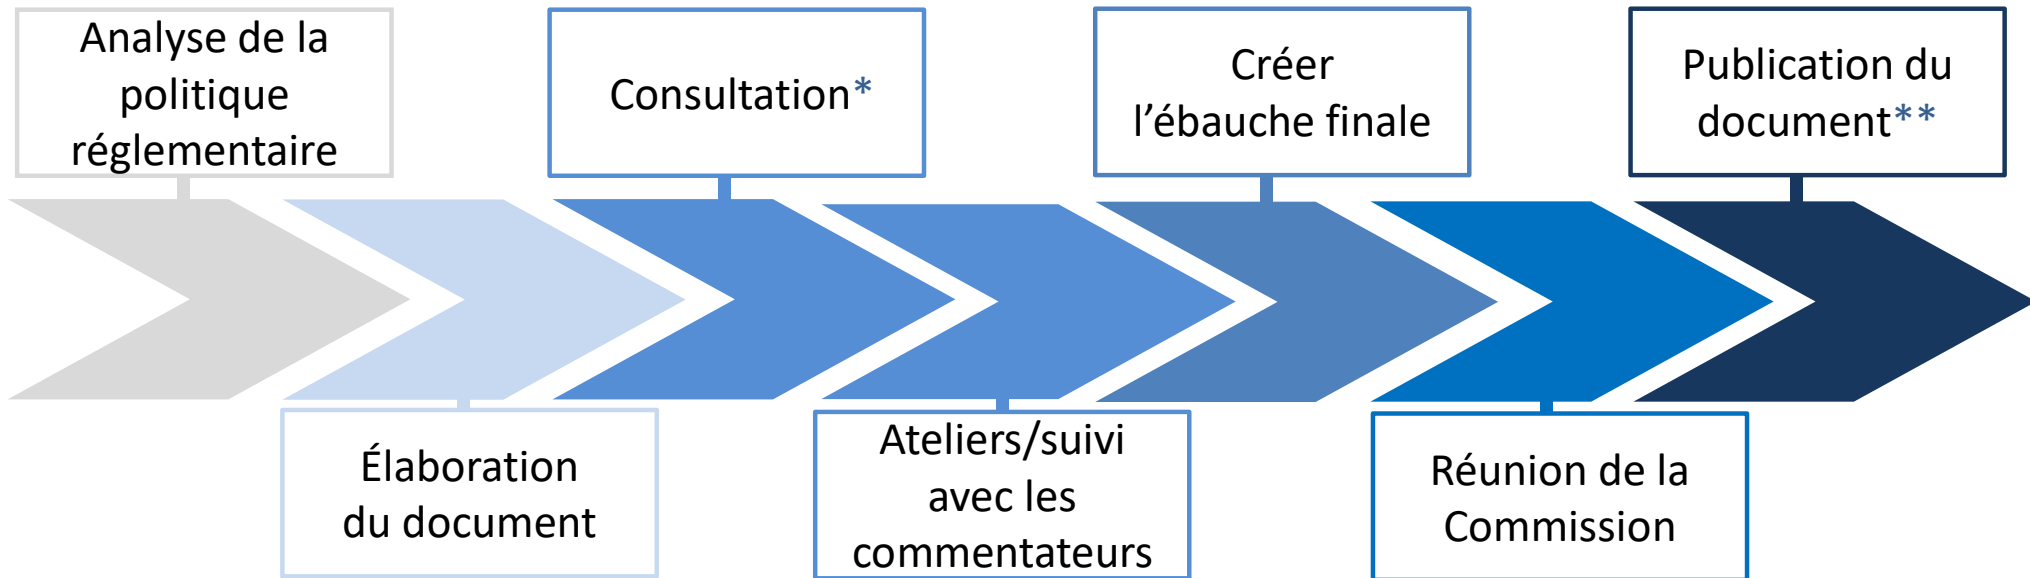 Analyse de la
politique
réglementaire
Élaboration
du document
Consultation*
Ateliers/suivi
avec les
commentateurs
Créer
l’ébauche finale
Réunion de la
Commission
Publication du
document**